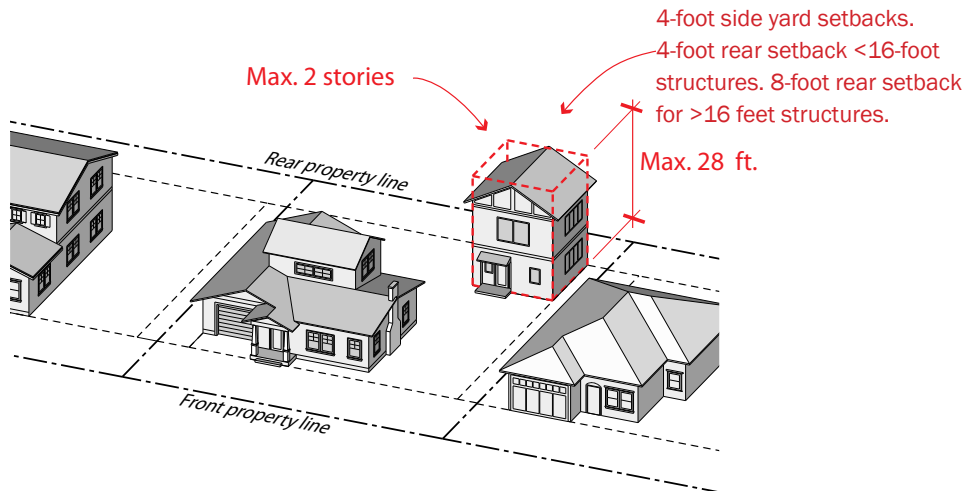 4-foot side yard setbacks.
4-foot rear setback <16-foot
structures. 8-foot rear setback
for >16 feet structures.
Max. 2 stories
Max. 28 ft.
Rear property line
Front property line